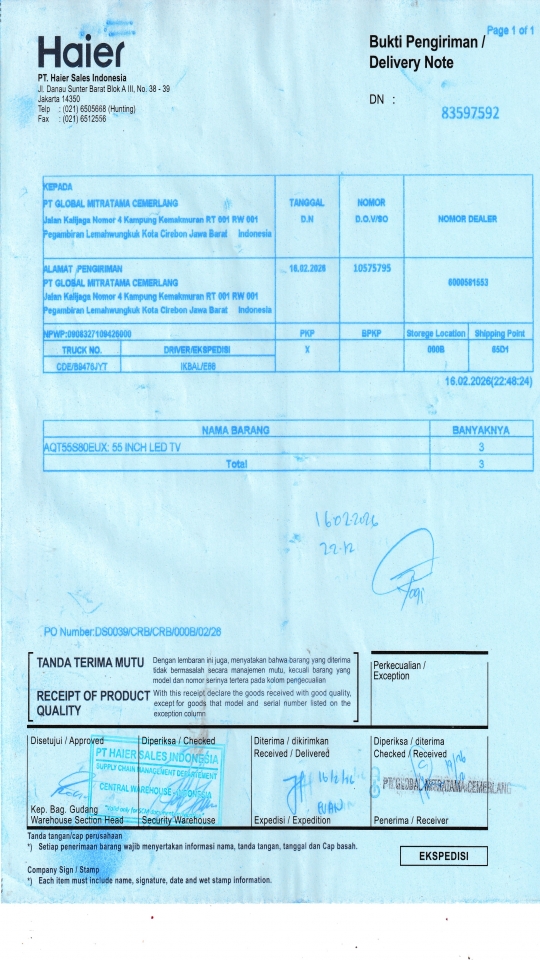 Page 1 of 1
Haier
PT. Haier Sales Indonesia
Jl. Danau Sunter Barat Blok A III, No. 38 - 39
Jakarta 14350
Telp : (021) 6505668 (Hunting)
Fax : (021) 6512556
Bukti Pengiriman /
Delivery Note
DN :
83597592
KEPADA
PT GLOBAL MITRATAMA CEMERLANG
Jalan Kalijaga Nomor 4 Kampung Kemakmuran RT 001 RW 001
Pegambiran Lemahwungkuk Kota Cirebon Jawa Barat Indonesia
TANGGAL
D.N
NOMOR
D.O.V/SO
NOMOR DEALER
ALAMAT PENGIRIMAN
PT GLOBAL MITRATAMA CEMERLANG
Jalan Kalijaga Nomor 4 Kampung Kemakmuran RT 001 RW 001
Pegambiran Lemahwungkuk Kota Cirebon Jawa Barat Indonesia
16.02.2026
10575795
NPWP:0908327109426000
PKP
BPKP
Storege Location
Shipping Point
TRUCK NO.
DRIVER/EKSPEDISI
X
000B
65D1
16.02.2026(22:48:24)
NAMA BARANG
BANYAKNYA
AQT55S80EUX: 55 INCH LED TV
3
Total
3
16-02-2026
22-12
Yogi
PO Number:DS0039/CRB/CRB/000B/02/26
TANDA TERIMA MUTU
Dengan lembaran ini juga, menyatakan bahwa barang yang diterima
tidak bermasalah secara manajemen mutu, kecuali barang yang
model dan nomor serinya tertera pada kolom pengecualian
RECEIPT OF PRODUCT
QUALITY
With this receipt declare the goods received with good quality,
except for goods that model and serial number listed on the
exception column
Perkecualian /
Exception
Disetujui / Approved
Diperiksa / Checked
Diterima / dikirimkan
Received / Delivered
Diperiksa / diterima
Checked / Received
PT HAIER SALES INDONESIA
SUPPLY CHAIN MANAGEMENT DEPARTEMENT
CENTRAL WAREHOUSE - INDONESIA
16/2/26
PT.GLOBAL MITRATAMA CEMERLANG
Kep. Bag. Gudang
Warehouse Section Head
Security Warehouse
Expedisi / Expedition
Penerima / Receiver
Tanda tangan/cap perusahaan
*) Setiap penerimaan barang wajib menyertakan informasi nama, tanda tangan, tanggal dan Cap basah.
EKSPEDISI
Company Sign / Stamp
*) Each item must include name, signature, date and wet stamp information.